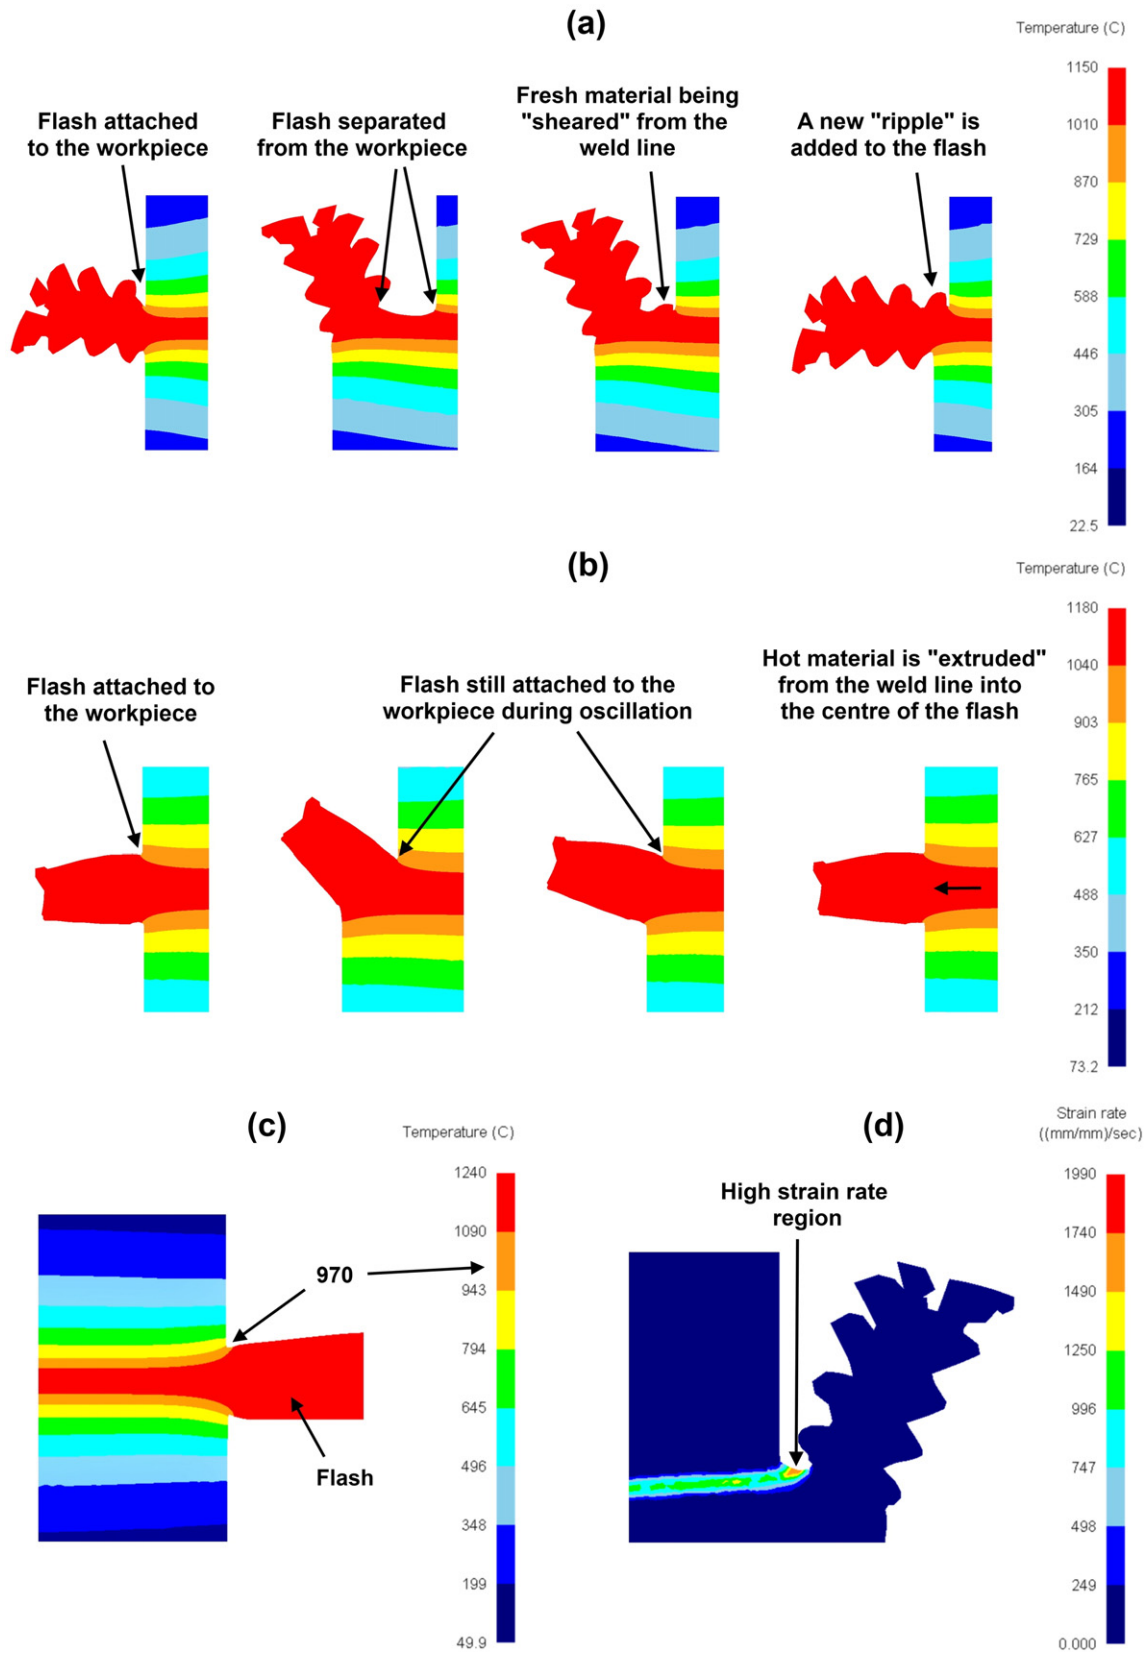 (a)
Temperature (C)
Flash attached
to the workpiece
Flash separated
from the workpiece
Fresh material being
"sheared" from the
weld line
A new "ripple" is
added to the flash
1150
1010
870
729
588
446
305
164
22.5
(b)
Temperature (C)
Flash attached to
the workpiece
Flash still attached to the
workpiece during oscillation
Hot material is "extruded"
from the weld line into
the centre of the flash
1180
1040
903
765
627
488
350
212
73.2
(c)
Temperature (C)
970
Flash
1240
1090
943
794
645
496
348
199
49.9
(d)
Strain rate
((mm/mm)/sec)
High strain rate
region
1990
1740
1490
1250
996
747
498
249
0.000